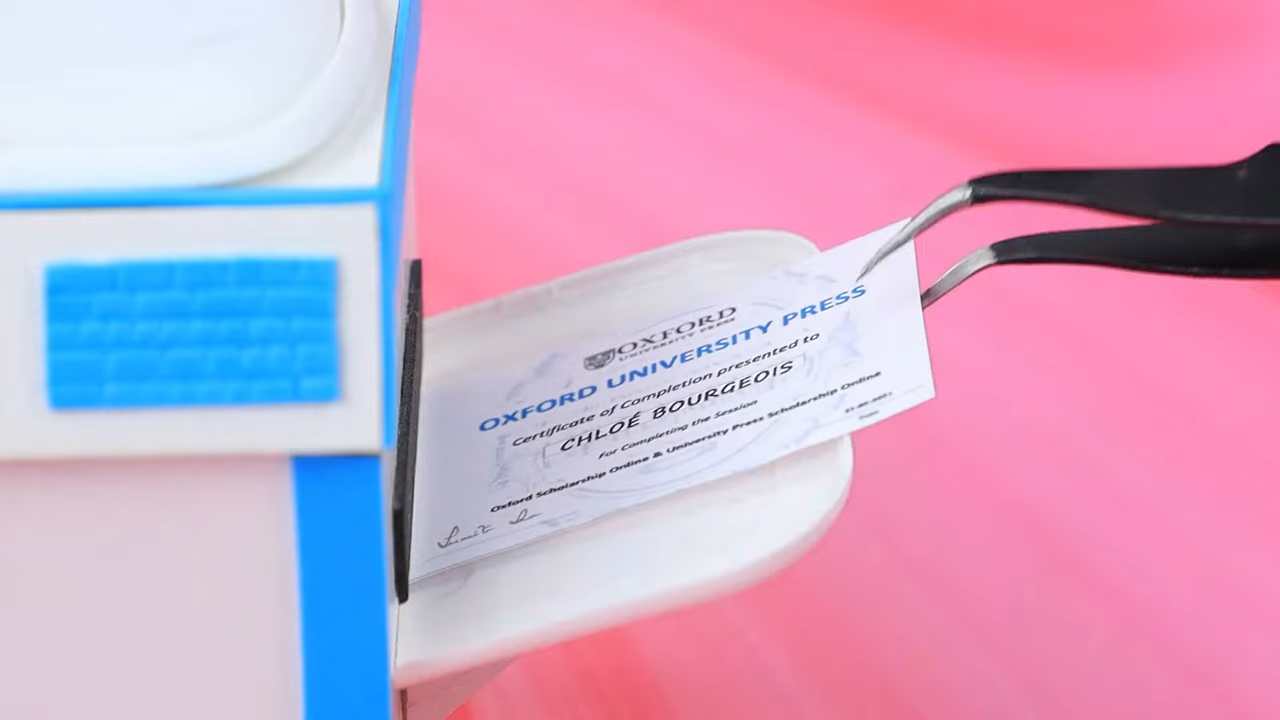 OXFORD
UNIVERSITY PRESS
OXFORD UNIVERSITY PRESS
Certificate of Completion presented to
CHLOÉ BOURGEOIS
For Completing the Session
Oxford Scholarship Online & University Press Scholarship Online
Date